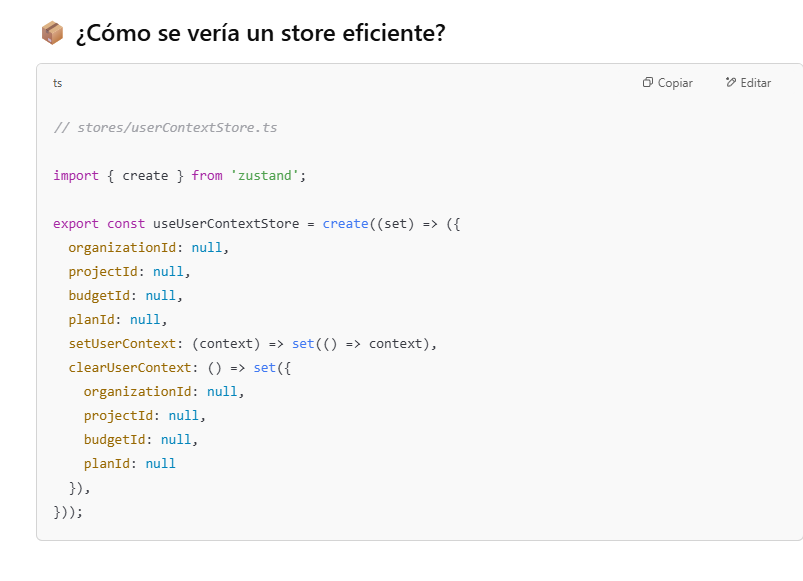 📦 ¿Cómo se vería un store eficiente?
ts
Copiar
Editar
// stores/userContextStore.ts
import { create } from 'zustand';
export const useUserContextStore = create((set) => ({
  organizationId: null,
  projectId: null,
  budgetId: null,
  planId: null,
  setUserContext: (context) => set(() => context),
  clearUserContext: () => set({
    organizationId: null,
    projectId: null,
    budgetId: null,
    planId: null
  }),
}));